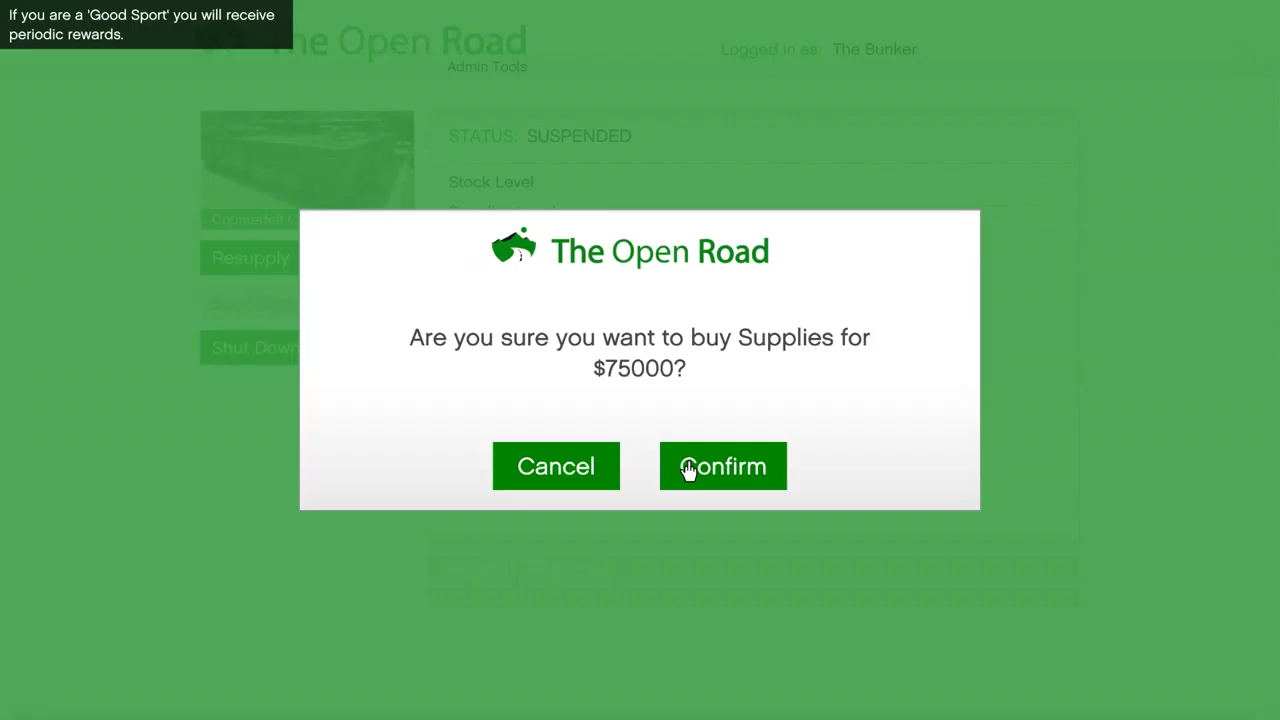 If you are a 'Good Sport' you will receive
periodic rewards.
The Open Road
Admin Tools
Logged in as: The Bunker
STATUS: SUSPENDED
Stock Level
Counterfeit
Resupply
Shut Down
The Open Road
Are you sure you want to buy Supplies for
$75000?
Cancel
Confirm